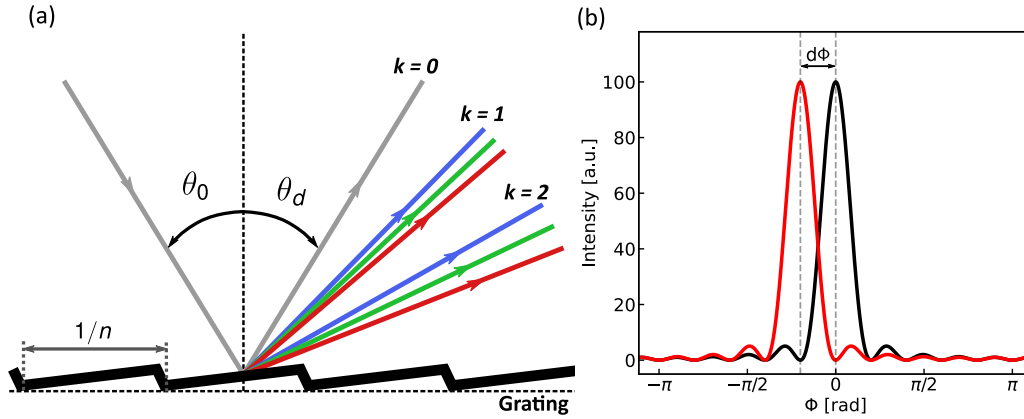 (a)
k = 0
k = 1
k = 2
θ0
θd
1/n
Grating
(b)
dΦ
100
80
60
40
20
0
Intensity [a.u.]
−π
−π/2
0
π/2
π
Φ [rad]